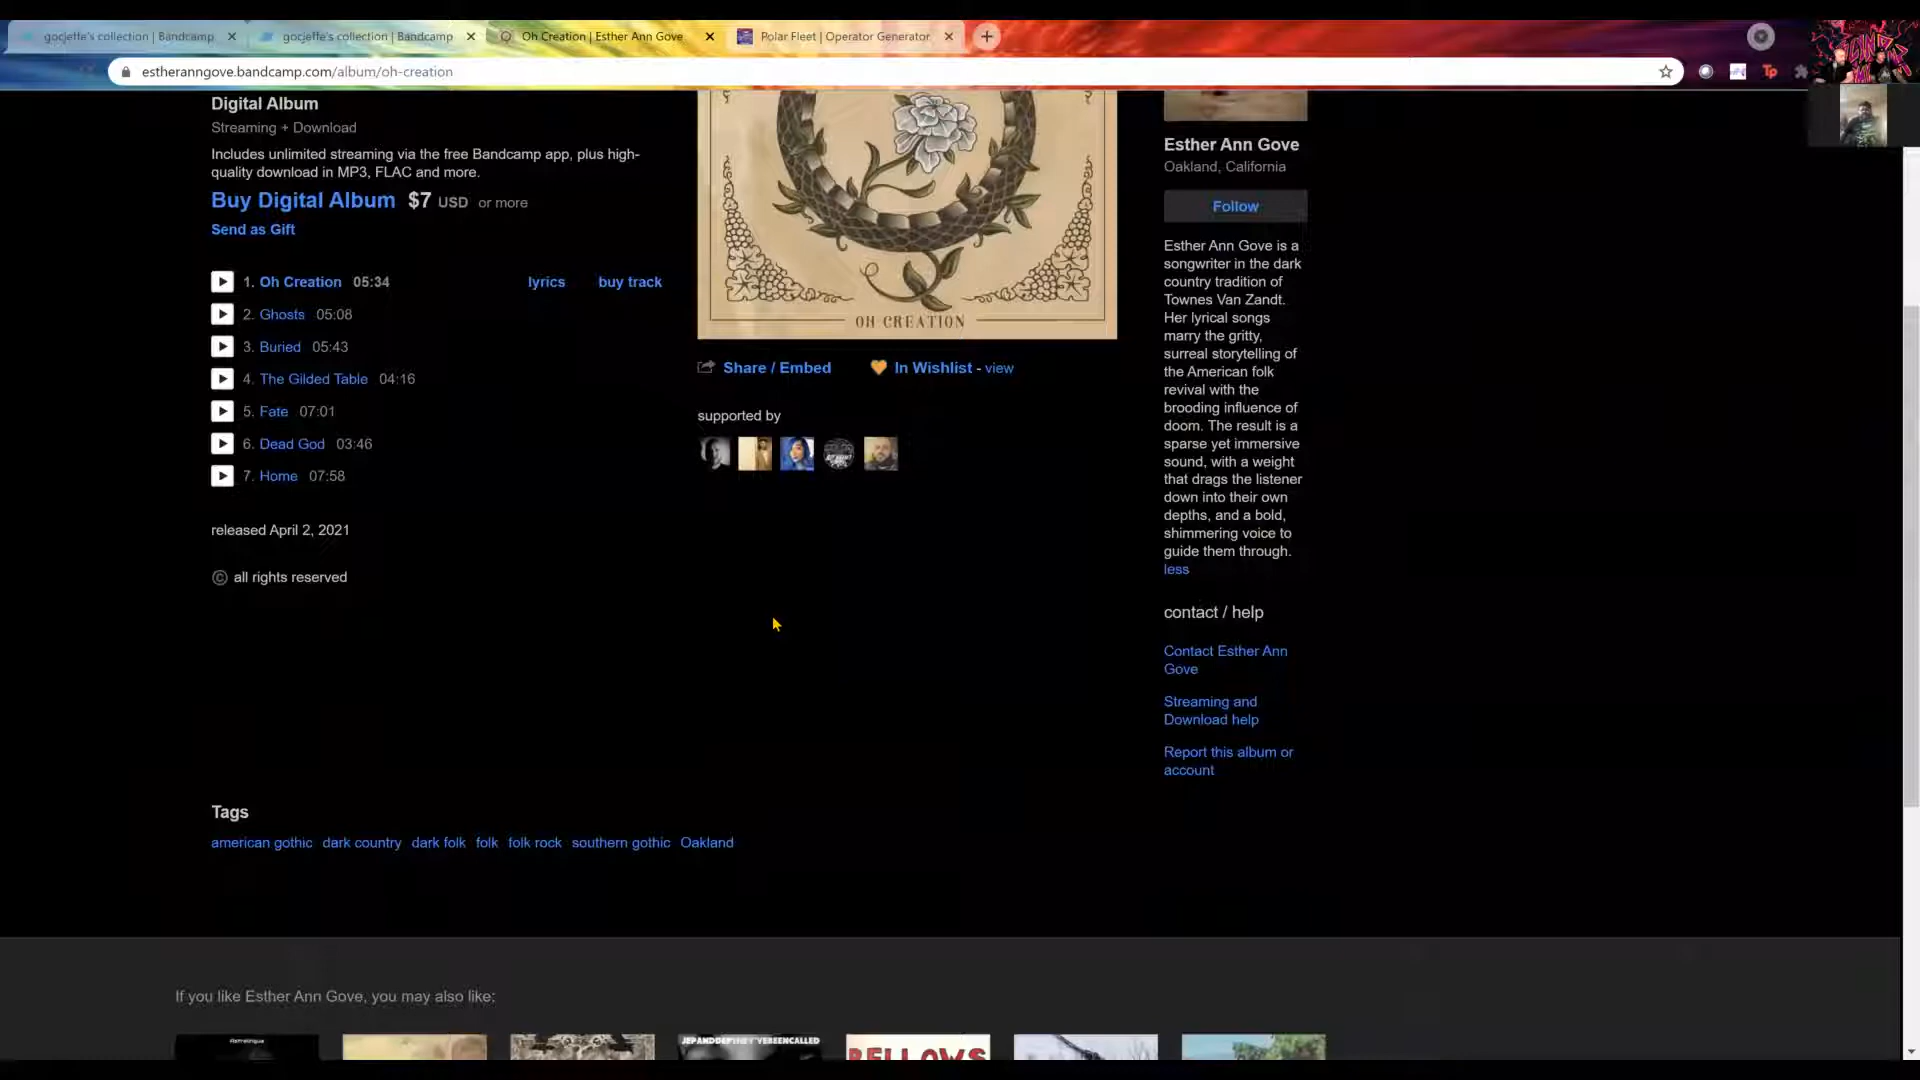 gocjeffe's collection | Bandcamp
gocjeffe's collection | Bandcamp
Oh Creation | Esther Ann Gove
Polar Fleet | Operator Generator
estheranngove.bandcamp.com/album/oh-creation
Digital Album
Streaming + Download
Includes unlimited streaming via the free Bandcamp app, plus high-
quality download in MP3, FLAC and more.
Buy Digital Album $7 USD or more
Send as Gift
1. Oh Creation 05:34 lyrics buy track
2. Ghosts 05:08
3. Buried 05:43
4. The Gilded Table 04:16
5. Fate 07:01
6. Dead God 03:46
7. Home 07:58
released April 2, 2021
© all rights reserved
OH CREATION
Share / Embed
In Wishlist - view
supported by
Esther Ann Gove
Oakland, California
Follow
Esther Ann Gove is a
songwriter in the dark
country tradition of
Townes Van Zandt.
Her lyrical songs
marry the gritty,
surreal storytelling of
the American folk
revival with the
brooding influence of
doom. The result is a
sparse yet immersive
sound, with a weight
that drags the listener
down into their own
depths, and a bold,
shimmering voice to
guide them through.
less
contact / help
Contact Esther Ann
Gove
Streaming and
Download help
Report this album or
account
Tags
american gothic dark country dark folk folk folk rock southern gothic Oakland
If you like Esther Ann Gove, you may also like:
JEPANDDEPTHEY'VEBEENCALLED
BELLOWS